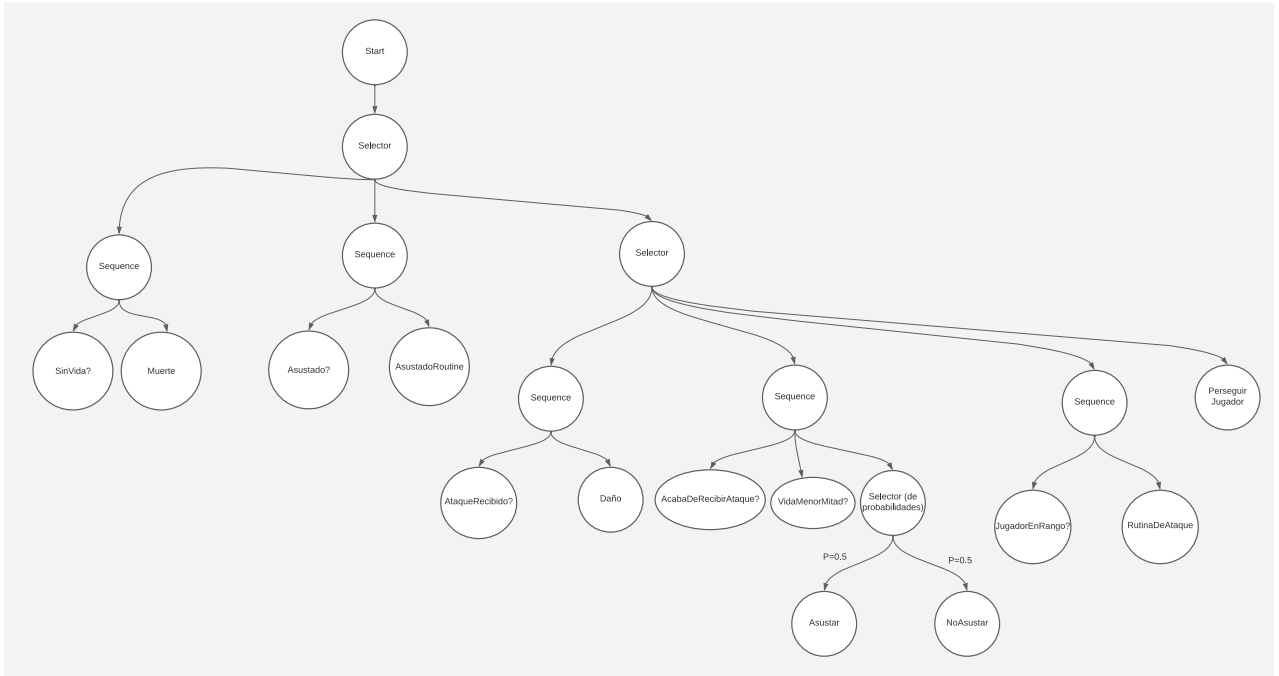 Start
Selector
Sequence
Sequence
Selector
SinVida?
Muerte
Asustado?
AsustadoRoutine
Sequence
Sequence
Sequence
Perseguir
Jugador
AtaqueRecibido?
Daño
AcabaDeRecibirAtaque?
VidaMenorMitad?
Selector (de
probabilidades)
JugadorEnRango?
RutinaDeAtaque
P=0.5
P=0.5
Asustar
NoAsustar